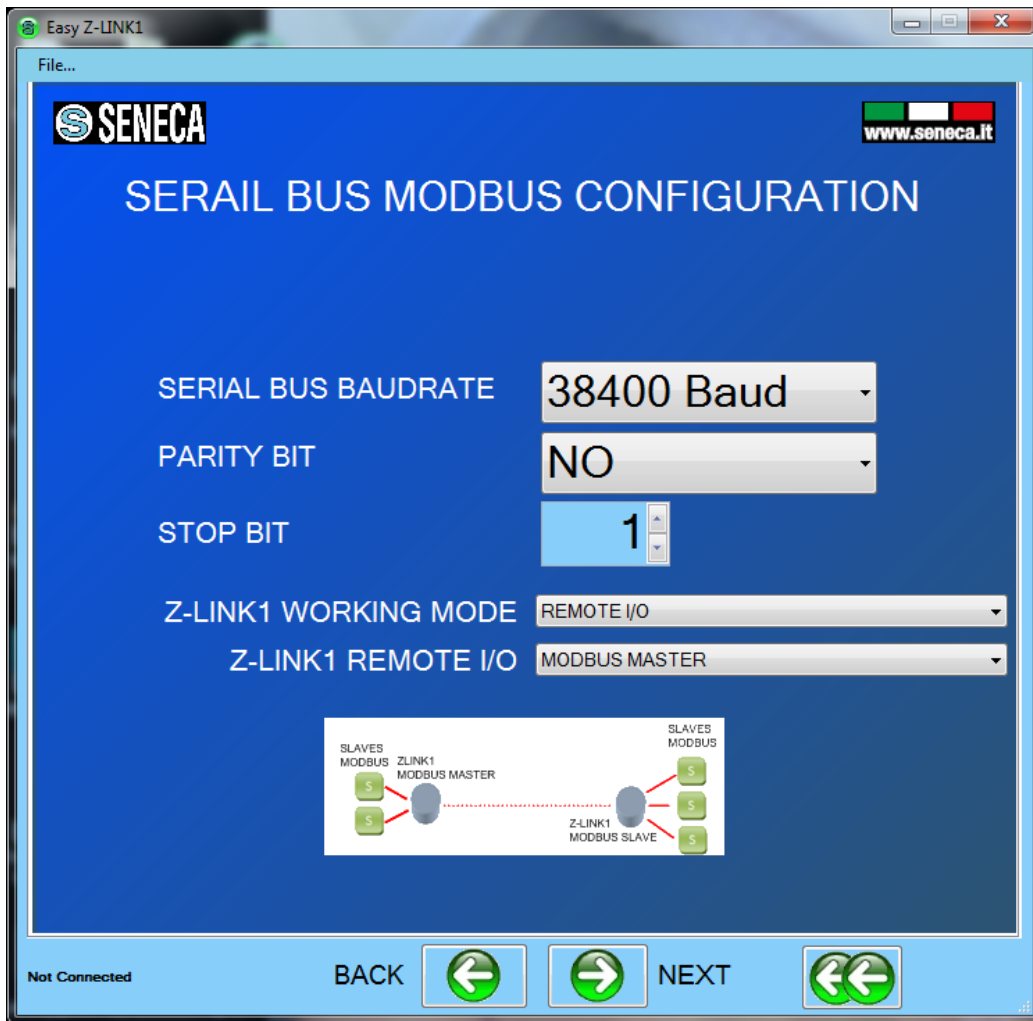 Easy Z-LINK1
File...
SENECA
www.seneca.it
SERAIL BUS MODBUS CONFIGURATION
SERIAL BUS BAUDRATE
38400 Baud
PARITY BIT
NO
STOP BIT
1
Z-LINK1 WORKING MODE
REMOTE I/O
Z-LINK1 REMOTE I/O
MODBUS MASTER
SLAVES
MODBUS
ZLINK1
MODBUS MASTER
S
S
SLAVES
MODBUS
S
S
S
Z-LINK1
MODBUS SLAVE
Not Connected
BACK
NEXT